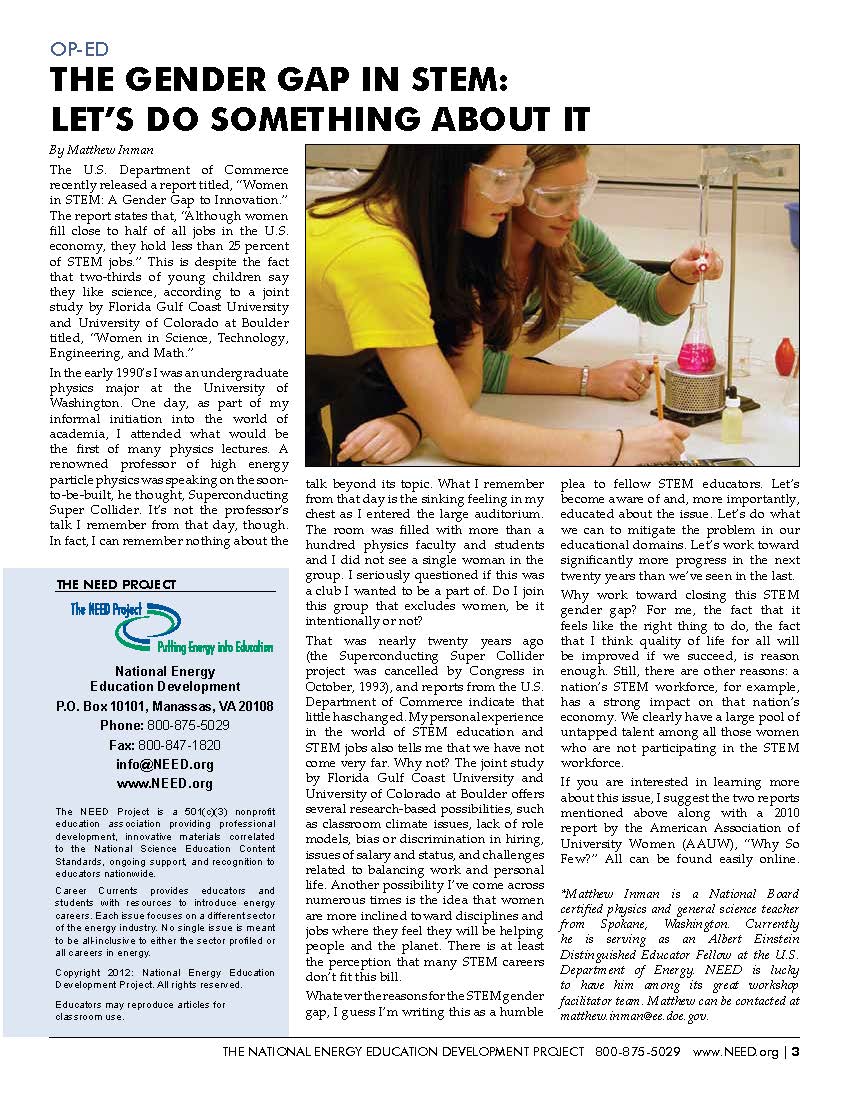 OP-ED
THE GENDER GAP IN STEM:
LET'S DO SOMETHING ABOUT IT
By Matthew Inman
The U.S. Department of Commerce
recently released a report titled, "Women
in STEM: A Gender Gap to Innovation."
The report states that, "Although women
fill close to half of all jobs in the U.S.
economy, they hold less than 25 percent
of STEM jobs." This is despite the fact
that two-thirds of young children say
they like science, according to a joint
study by Florida Gulf Coast University
and University of Colorado at Boulder
titled, "Women in Science, Technology,
Engineering, and Math."
In the early 1990's I was an undergraduate
physics major at the University of
Washington. One day, as part of my
informal initiation into the world of
academia, I attended what would be
the first of many physics lectures. A
renowned professor of high energy
particle physics was speaking on the soon-
to-be-built, he thought, Superconducting
Super Collider. It's not the professor's
talk I remember from that day, though.
In fact, I can remember nothing about the
talk beyond its topic. What I remember
from that day is the sinking feeling in my
chest as I entered the large auditorium.
The room was filled with more than a
hundred physics faculty and students
and I did not see a single woman in the
group. I seriously questioned if this was
a club I wanted to be a part of. Do I join
this group that excludes women, be it
intentionally or not?
That was nearly twenty years ago
(the Superconducting Super Collider
project was cancelled by Congress in
October, 1993), and reports from the U.S.
Department of Commerce indicate that
little has changed. My personal experience
in the world of STEM education and
STEM jobs also tells me that we have not
come very far. Why not? The joint study
by Florida Gulf Coast University and
University of Colorado at Boulder offers
several research-based possibilities, such
as classroom climate issues, lack of role
models, bias or discrimination in hiring,
issues of salary and status, and challenges
related to balancing work and personal
life. Another possibility I've come across
numerous times is the idea that women
are more inclined toward disciplines and
jobs where they feel they will be helping
people and the planet. There is at least
the perception that many STEM careers
don't fit this bill.
Whatever the reasons for the STEM gender
gap, I guess I'm writing this as a humble
plea to fellow STEM educators. Let's
become aware of and, more importantly,
educated about the issue. Let's do what
we can to mitigate the problem in our
educational domains. Let's work toward
significantly more progress in the next
twenty years than we've seen in the last.
Why work toward closing this STEM
gender gap? For me, the fact that it
feels like the right thing to do, the fact
that I think quality of life for all will
be improved if we succeed, is reason
enough. Still, there are other reasons: a
nation's STEM workforce, for example,
has a strong impact on that nation's
economy. We clearly have a large pool of
untapped talent among all those women
who are not participating in the STEM
workforce.
If you are interested in learning more
about this issue, I suggest the two reports
mentioned above along with a 2010
report by the American Association of
University Women (AAUW), "Why So
Few?" All can be found easily online.
*Matthew Inman is a National Board
certified physics and general science teacher
from Spokane, Washington. Currently
he is serving as an Albert Einstein
Distinguished Educator Fellow at the U.S.
Department of Energy. NEED is lucky
to have him among its great workshop
facilitator team. Matthew can be contacted at
matthew.inman@ee.doe.gov.
THE NEED PROJECT
The NEED Project
Putting Energy into Education
National Energy
Education Development
P.O. Box 10101, Manassas, VA 20108
Phone: 800-875-5029
Fax: 800-847-1820
info@NEED.org
www.NEED.org
The NEED Project is a 501(c)(3) nonprofit
education association providing professional
development, innovative materials correlated
to the National Science Education Content
Standards, ongoing support, and recognition to
educators nationwide.
Career Currents provides educators and
students with resources to introduce energy
careers. Each issue focuses on a different sector
of the energy industry. No single issue is meant
to be all-inclusive to either the sector profiled or
all careers in energy.
Copyright 2012: National Energy Education
Development Project. All rights reserved.
Educators may reproduce articles for
classroom use.
THE NATIONAL ENERGY EDUCATION DEVELOPMENT PROJECT 800-875-5029 www.NEED.org | 3